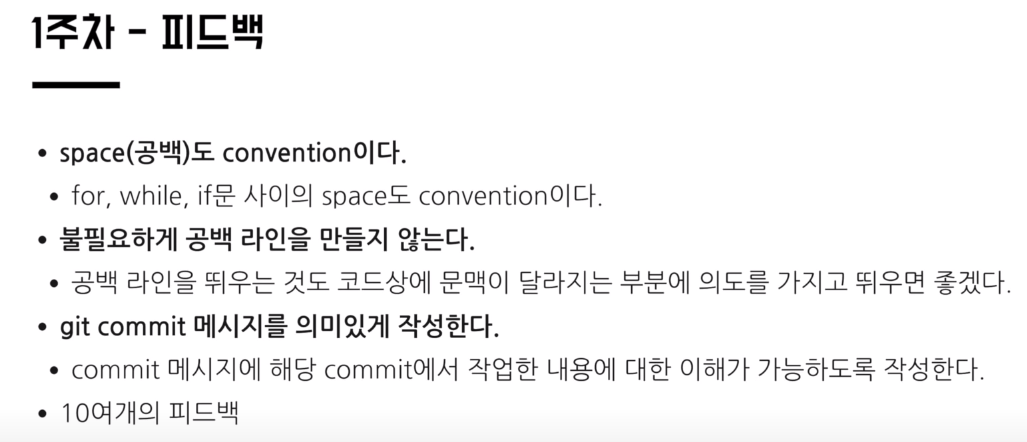 1주차 - 피드백
• space(공백)도 convention이다.
• for, while, if문 사이의 space도 convention이다.
• 불필요하게 공백 라인을 만들지 않는다.
• 공백 라인을 띄우는 것도 코드상에 문맥이 달라지는 부분에 의도를 가지고 띄우면 좋겠다.
• git commit 메시지를 의미있게 작성한다.
• commit 메시지에 해당 commit에서 작업한 내용에 대한 이해가 가능하도록 작성한다.
• 10여개의 피드백